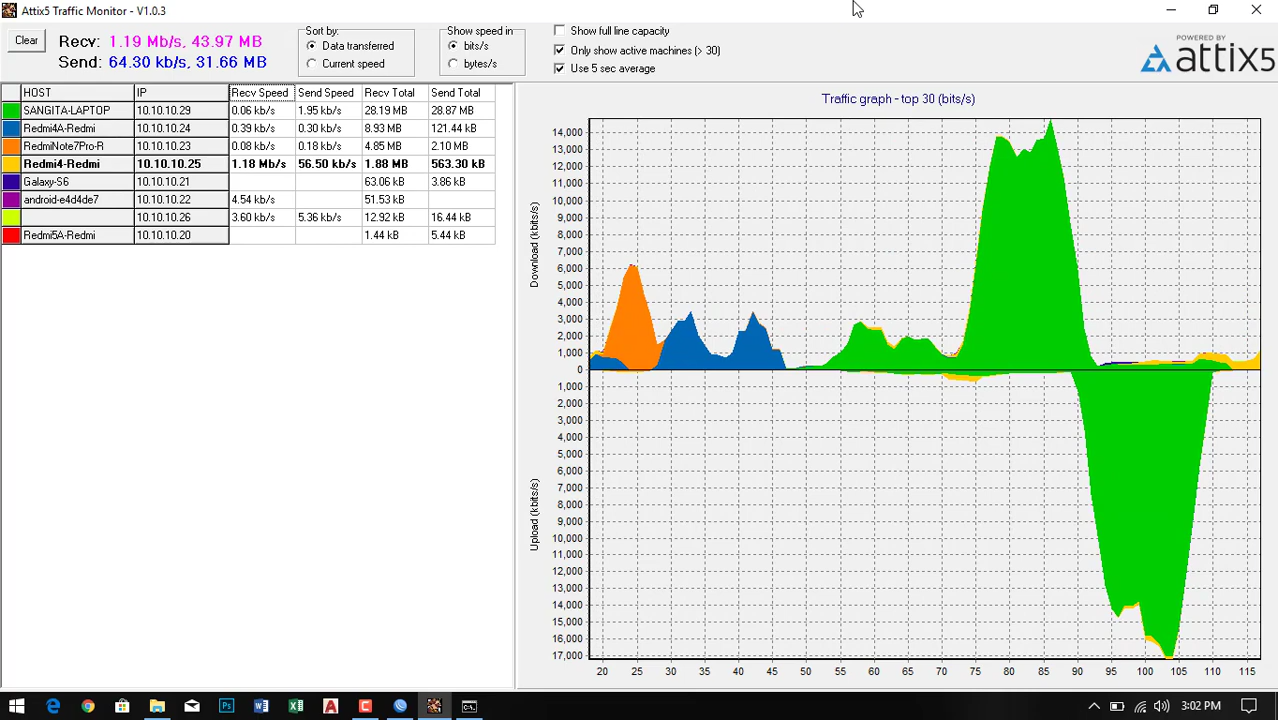 Attix5 Traffic Monitor - V1.0.3
Clear
Recv: 1.19 Mb/s, 43.97 MB
Send: 64.30 kb/s, 31.66 MB
Sort by:
Data transferred
Current speed
Show speed in:
bits/s
bytes/s
Show full line capacity
Only show active machines (> 30)
Use 5 sec average
POWERED BY
attix5
HOST IP Recv Speed Send Speed Recv Total Send Total
SANGITA-LAPTOP 10.10.10.29 0.06 kb/s 1.95 kb/s 28.19 MB 28.87 MB
Redmi4A-Redmi 10.10.10.24 0.39 kb/s 0.30 kb/s 8.93 MB 121.44 kB
RedmiNote7Pro-R 10.10.10.23 0.08 kb/s 0.18 kb/s 4.85 MB 2.10 MB
Redmi4-Redmi 10.10.10.25 1.18 Mb/s 56.50 kb/s 1.88 MB 563.30 kB
Galaxy-S6 10.10.10.21 63.06 kB 3.86 kB
android-e4d4de7 10.10.10.22 4.54 kb/s 51.53 kB
10.10.10.26 3.60 kb/s 5.36 kb/s 12.92 kB 16.44 kB
Redmi5A-Redmi 10.10.10.20 1.44 kB 5.44 kB
Traffic graph - top 30 (bits/s)
Download (kbits/s)
14,000
13,000
12,000
11,000
10,000
9,000
8,000
7,000
6,000
5,000
4,000
3,000
2,000
1,000
0
Upload (kbits/s)
1,000
2,000
3,000
4,000
5,000
6,000
7,000
8,000
9,000
10,000
11,000
12,000
13,000
14,000
15,000
16,000
17,000
20 25 30 35 40 45 50 55 60 65 70 75 80 85 90 95 100 105 110 115
3:02 PM